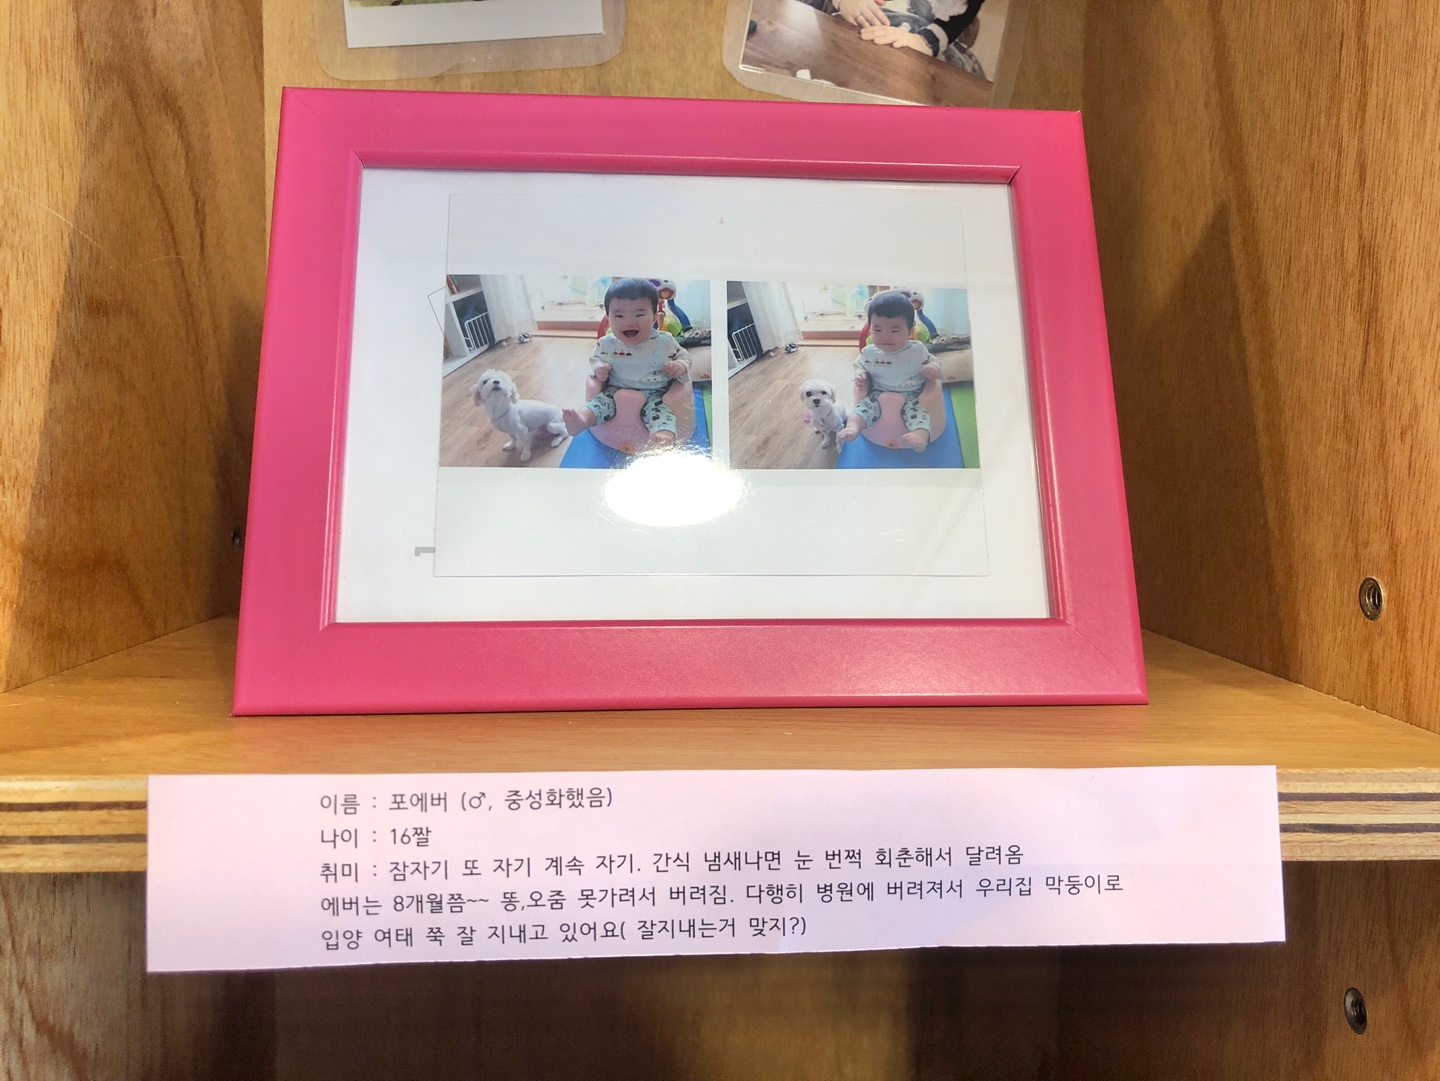 이름 : 포에버 (♂, 중성화했음)
나이 : 16짤
취미 : 잠자기 또 자기 계속 자기. 간식 냄새나면 눈 번쩍 회춘해서 달려옴
에버는 8개월쯤~~ 똥,오줌 못가려서 버려짐. 다행히 병원에 버려져서 우리집 막둥이로
입양 여태 쭉 잘 지내고 있어요( 잘지내는거 맞지?)